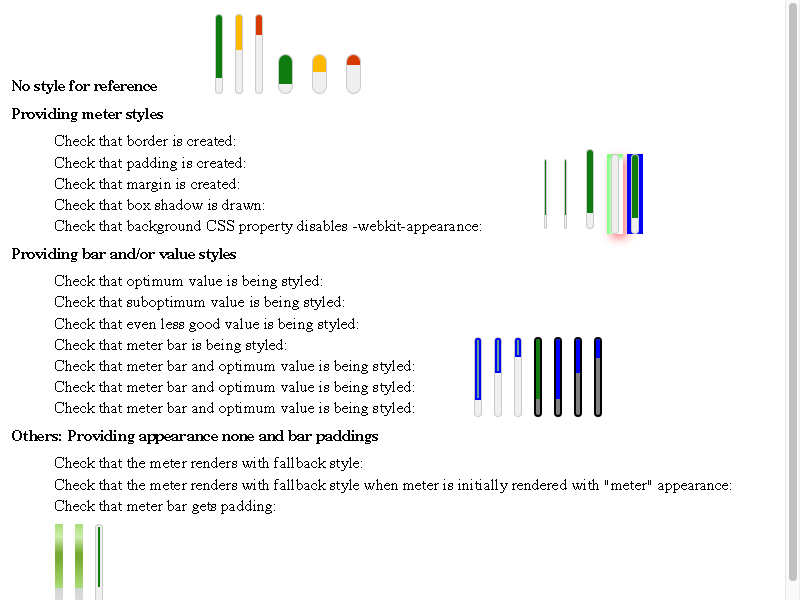 No style for reference
Providing meter styles
Check that border is created:
Check that padding is created:
Check that margin is created:
Check that box shadow is drawn:
Check that background CSS property disables -webkit-appearance:
Providing bar and/or value styles
Check that optimum value is being styled:
Check that suboptimum value is being styled:
Check that even less good value is being styled:
Check that meter bar is being styled:
Check that meter bar and optimum value is being styled:
Check that meter bar and optimum value is being styled:
Check that meter bar and optimum value is being styled:
Others: Providing appearance none and bar paddings
Check that the meter renders with fallback style:
Check that the meter renders with fallback style when meter is initially rendered with "meter" appearance:
Check that meter bar gets padding: